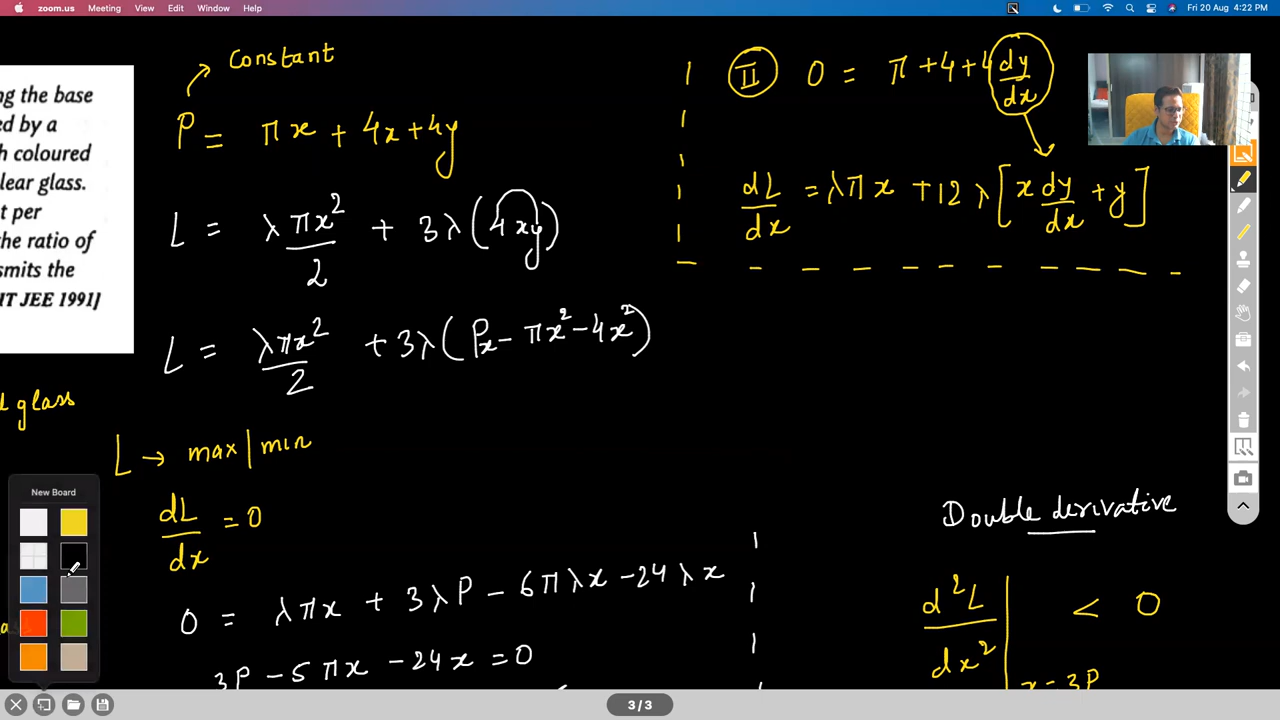 zoom.us Meeting View Edit Window Help Fri 20 Aug 4:22 PM
ng the base
ed by a
h coloured
lear glass.
t per
the ratio of
smits the
IT JEE 1991]
d glass
Constant
P = πx + 4x + 4y
L = λπx²/2 + 3λ(4xy)
L = λπx²/2 + 3λ(Px - πx² - 4x²)
L → max|min
dL/dx = 0
0 = λπx + 3λP - 6πλx - 24λx
3P - 5πx - 24x = 0
II 0 = π + 4 + 4 dy/dx
dL/dx = λπx + 12λ[x dy/dx + y]
Double derivative
d²L/dx² | < 0
x = 3P
New Board
3/3